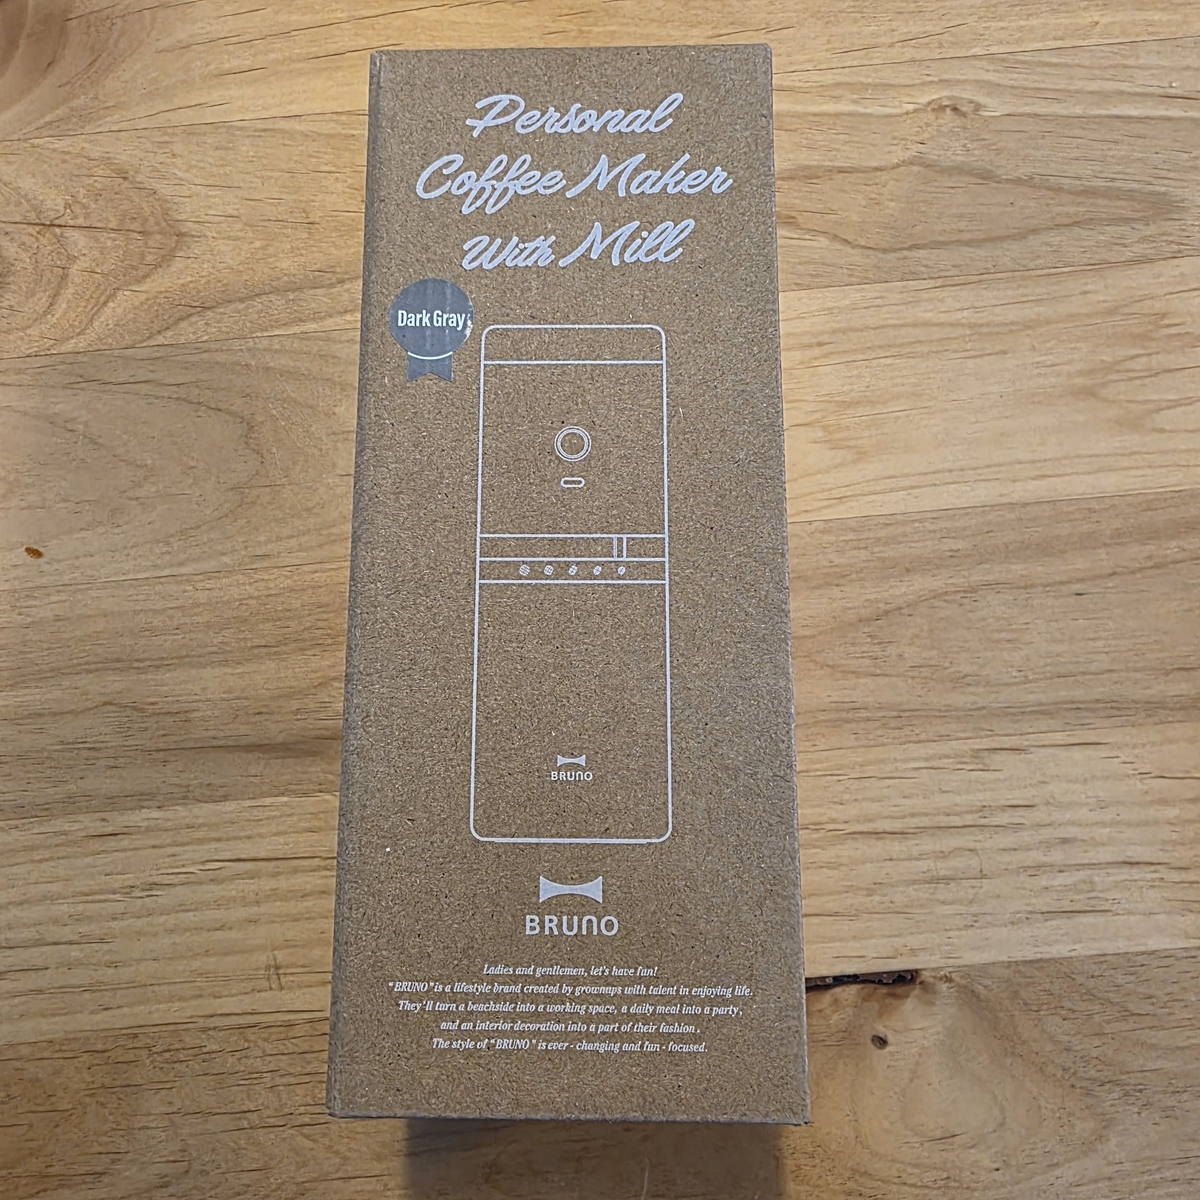 Personal
Coffee Maker
With Mill
Dark Gray
BRUNO
BRUNO
Ladies and gentlemen, let's have fun!
"BRUNO" is a lifestyle brand created by grownups with talent in enjoying life.
They'll turn a beachside into a working space, a daily meal into a party,
and an interior decoration into a part of their fashion.
The style of "BRUNO" is ever - changing and fun - focused.